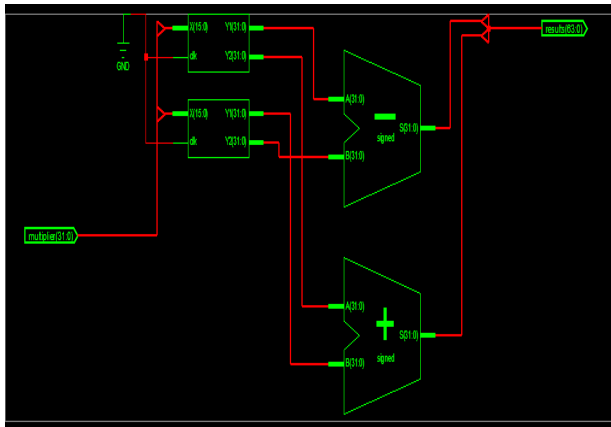 X(15:0) Y1(31:0)
clk Y2(31:0)
GND
results(63:0)
A(31:0)
S(31:0)
signed
B(31:0)
X(15:0) Y1(31:0)
clk Y2(31:0)
multiplier(31:0)
A(31:0)
S(31:0)
signed
B(31:0)